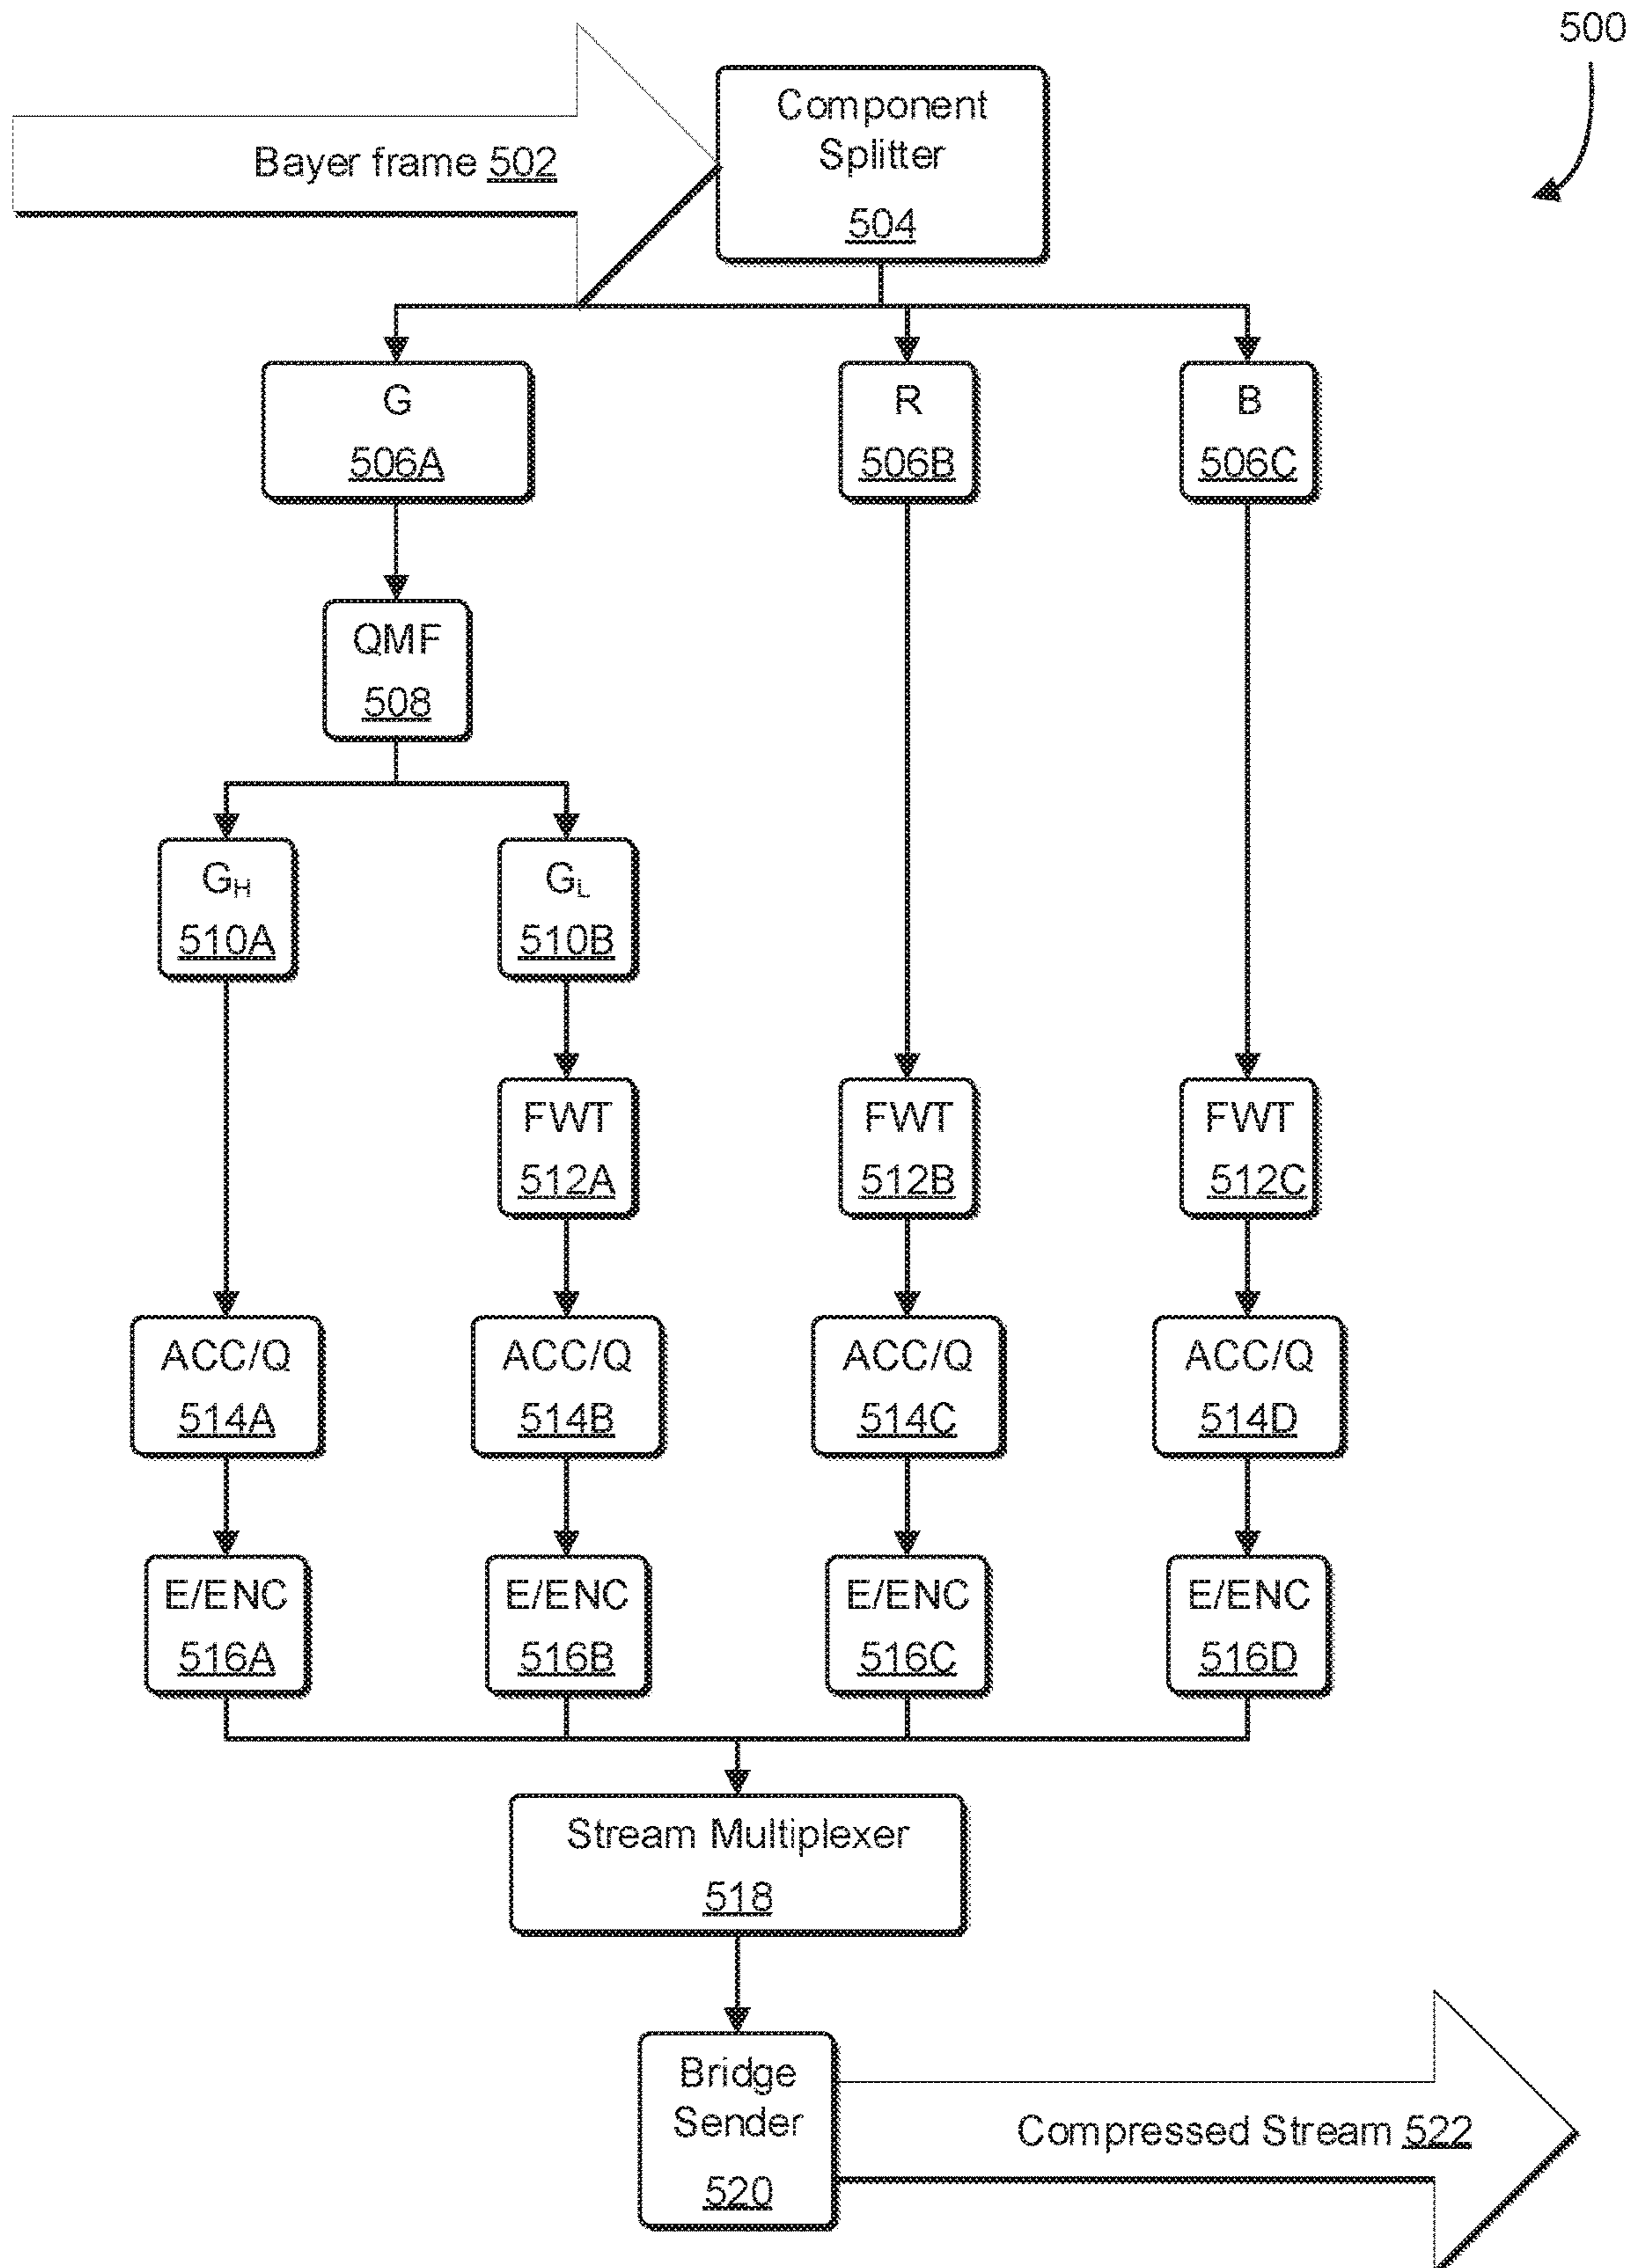 500
Component
Splitter
504
Bayer frame 502
G
506A
R
506B
B
506C
QMF
508
GH
510A
GL
510B
FWT
512A
FWT
512B
FWT
512C
ACC/Q
514A
ACC/Q
514B
ACC/Q
514C
ACC/Q
514D
E/ENC
516A
E/ENC
516B
E/ENC
516C
E/ENC
516D
Stream Multiplexer
518
Bridge
Sender
520
Compressed Stream 522